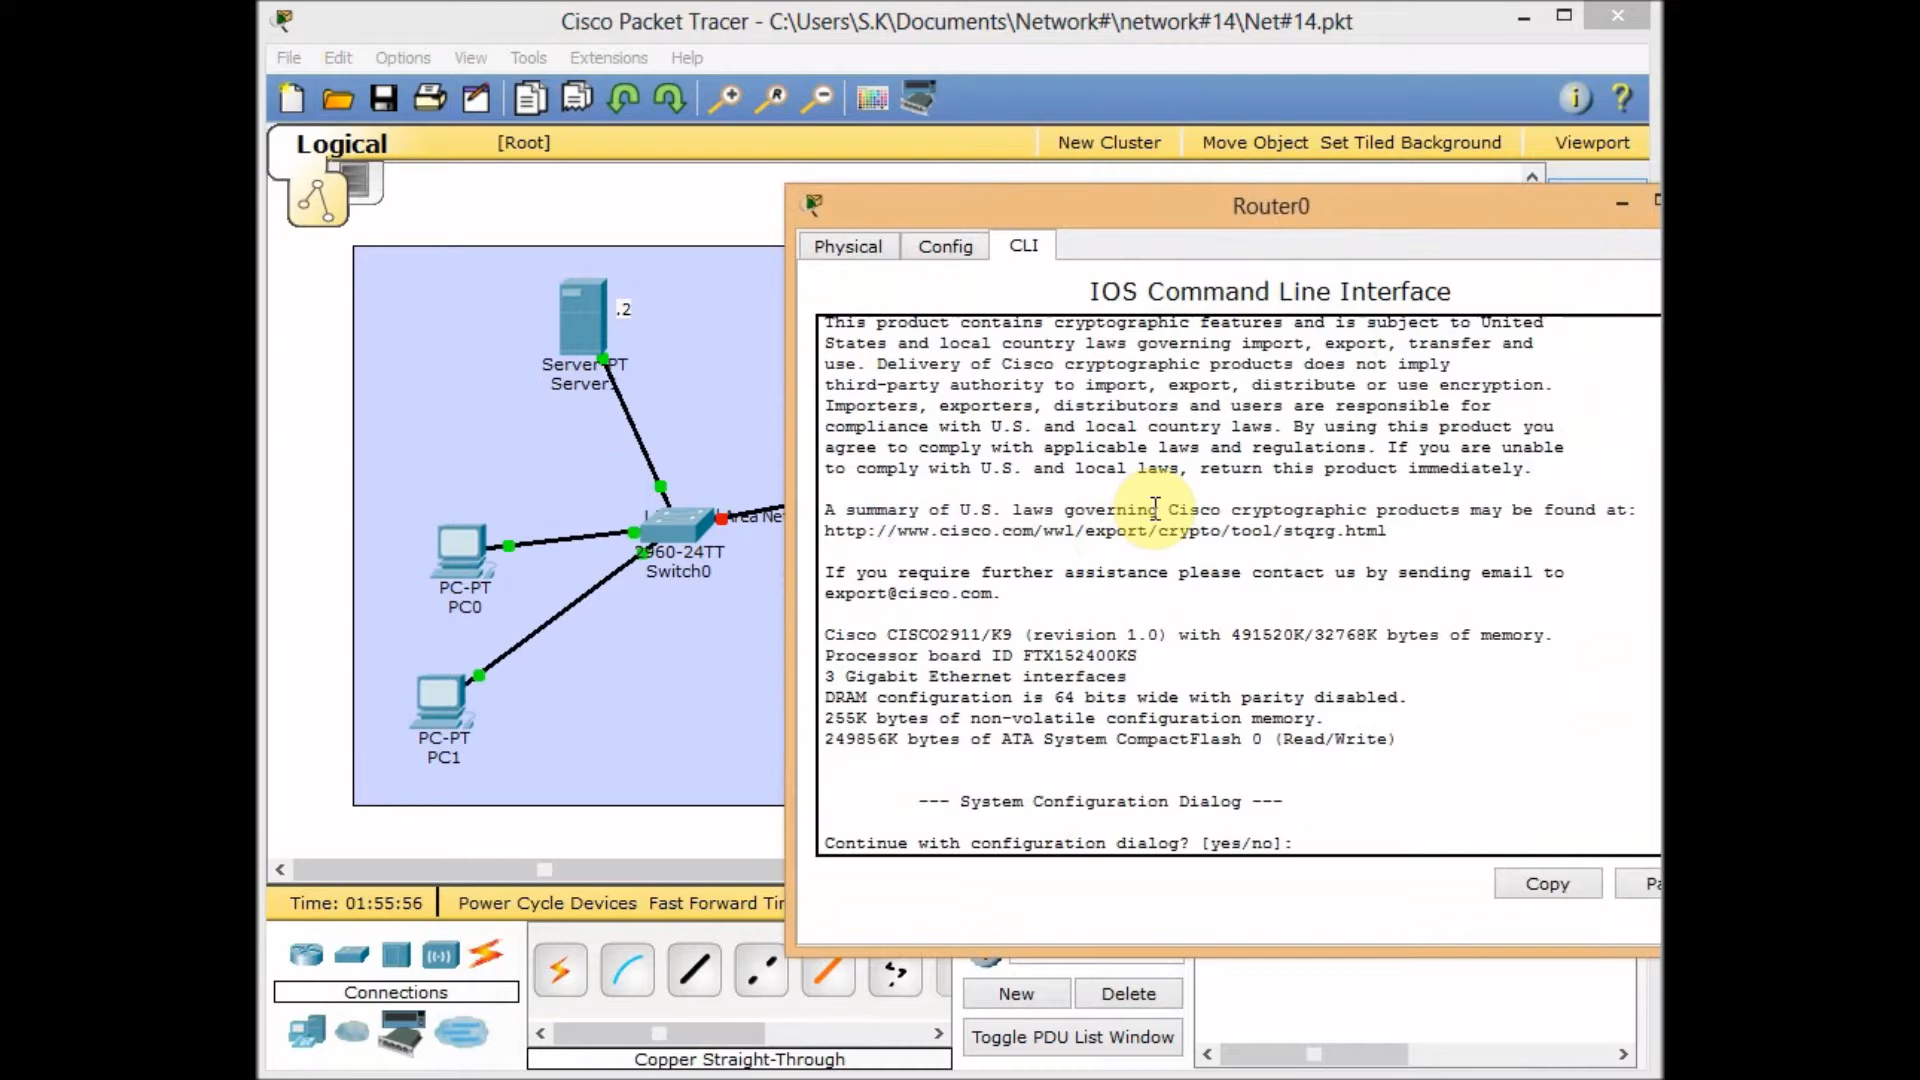 Cisco Packet Tracer - C:\Users\S.K\Documents\Network#\network#14\Net#14.pkt
File Edit Options View Tools Extensions Help
Logical [Root] New Cluster Move Object Set Tiled Background Viewport
Router0
Physical Config CLI
IOS Command Line Interface
This product contains cryptographic features and is subject to United
States and local country laws governing import, export, transfer and
use. Delivery of Cisco cryptographic products does not imply
third-party authority to import, export, distribute or use encryption.
Importers, exporters, distributors and users are responsible for
compliance with U.S. and local country laws. By using this product you
agree to comply with applicable laws and regulations. If you are unable
to comply with U.S. and local laws, return this product immediately.
A summary of U.S. laws governing Cisco cryptographic products may be found at:
http://www.cisco.com/wwl/export/crypto/tool/stqrg.html
If you require further assistance please contact us by sending email to
export@cisco.com.
Cisco CISCO2911/K9 (revision 1.0) with 491520K/32768K bytes of memory.
Processor board ID FTX152400KS
3 Gigabit Ethernet interfaces
DRAM configuration is 64 bits wide with parity disabled.
255K bytes of non-volatile configuration memory.
249856K bytes of ATA System CompactFlash 0 (Read/Write)
--- System Configuration Dialog ---
Continue with configuration dialog? [yes/no]:
Copy
.2
Server-PT
Server
Area Ne
2960-24TT
Switch0
PC-PT
PC0
PC-PT
PC1
Time: 01:55:56 Power Cycle Devices Fast Forward Ti
Connections
New Delete
Toggle PDU List Window
Copper Straight-Through